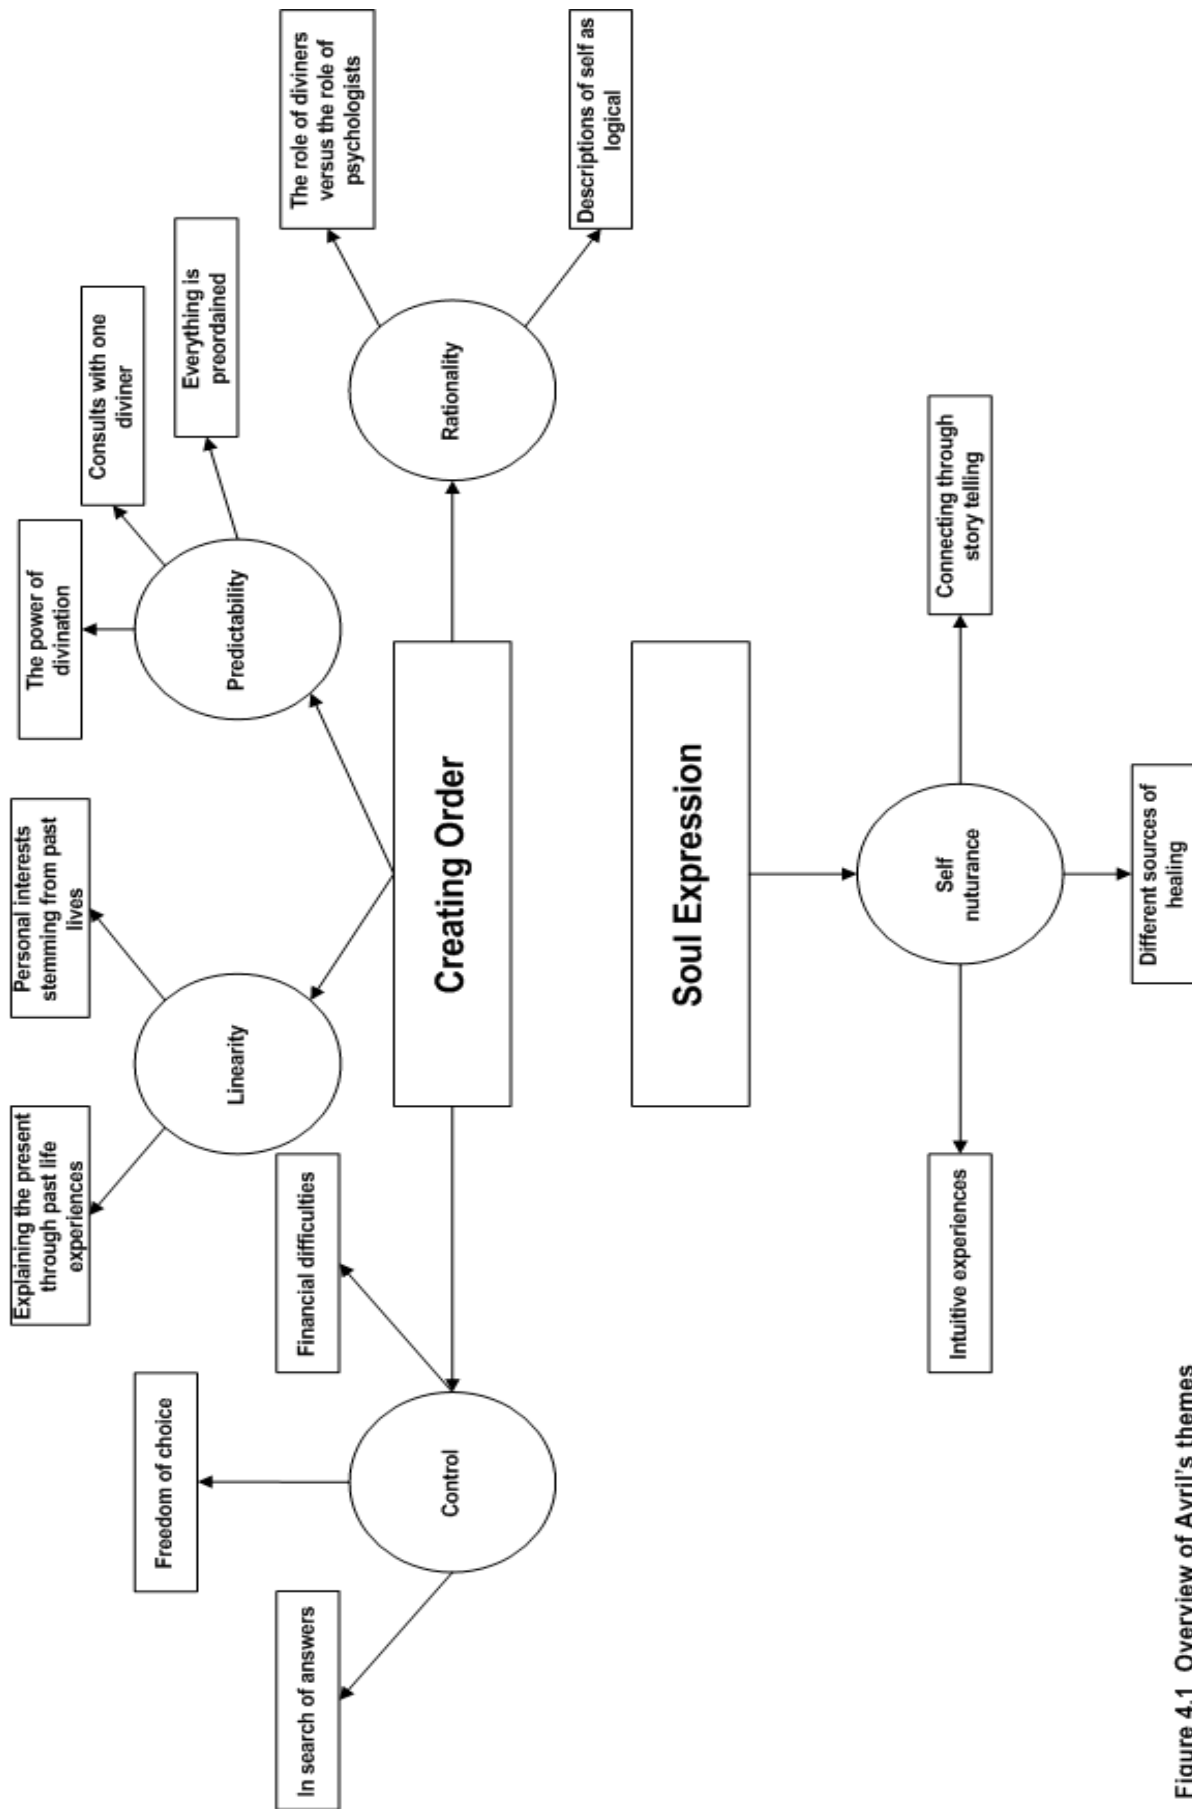 Explaining the present
through past life
experiences
Personal interests
stemming from past
lives
The power of
divination
Consults with one
diviner
Everything is
preordained
The role of diviners
versus the role of
psychologists
Descriptions of self as
logical
Freedom of choice
In search of answers
Financial difficulties
Linearity
Predictability
Control
Rationality
Creating Order
Soul Expression
Self
nuturance
Intuitive experiences
Connecting through
story telling
Different sources of
healing
Figure 4.1 Overview of Avril's themes